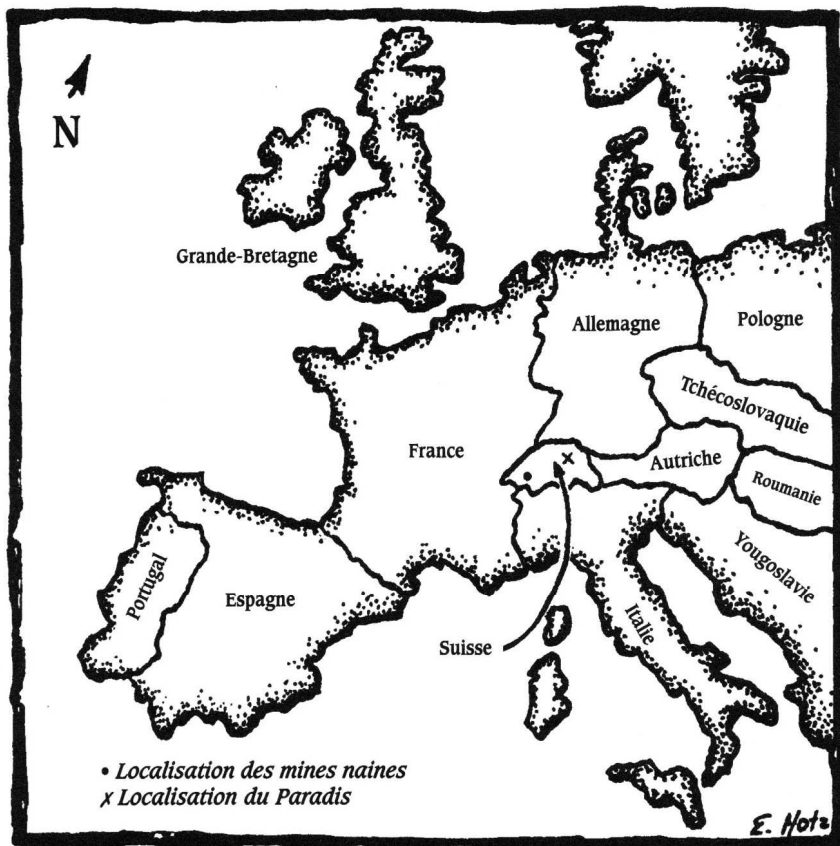 N
Grande-Bretagne
Allemagne
Pologne
Tchécoslovaquie
France
Autriche
Roumanie
Yougoslavie
Portugal
Espagne
Italie
Suisse
• Localisation des mines naines
x Localisation du Paradis
E. Hotz